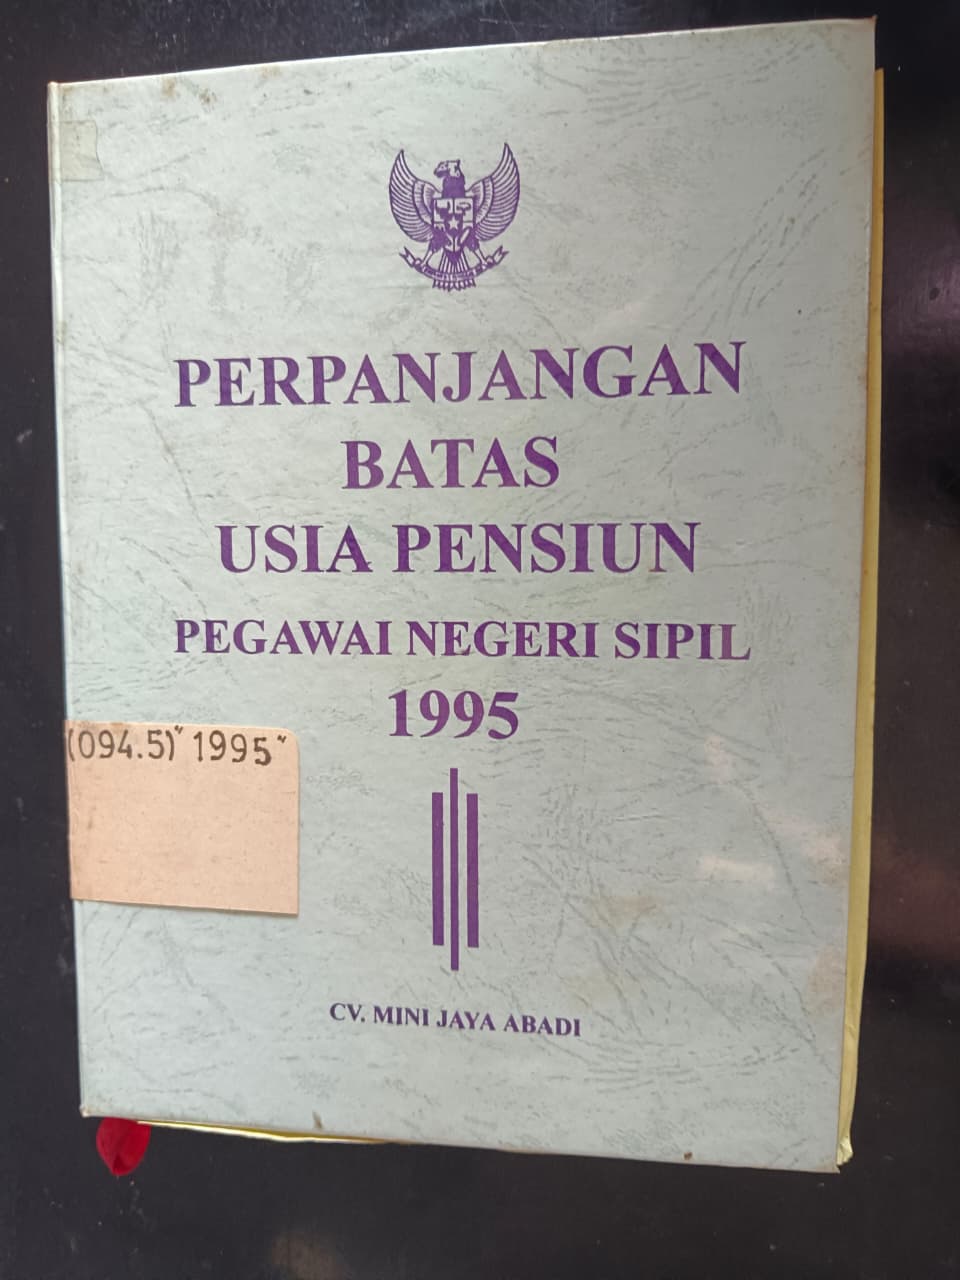 PERPANJANGAN
BATAS
USIA PENSIUN
PEGAWAI NEGERI SIPIL
1995
(094.5)"1995"
CV. MINI JAYA ABADI